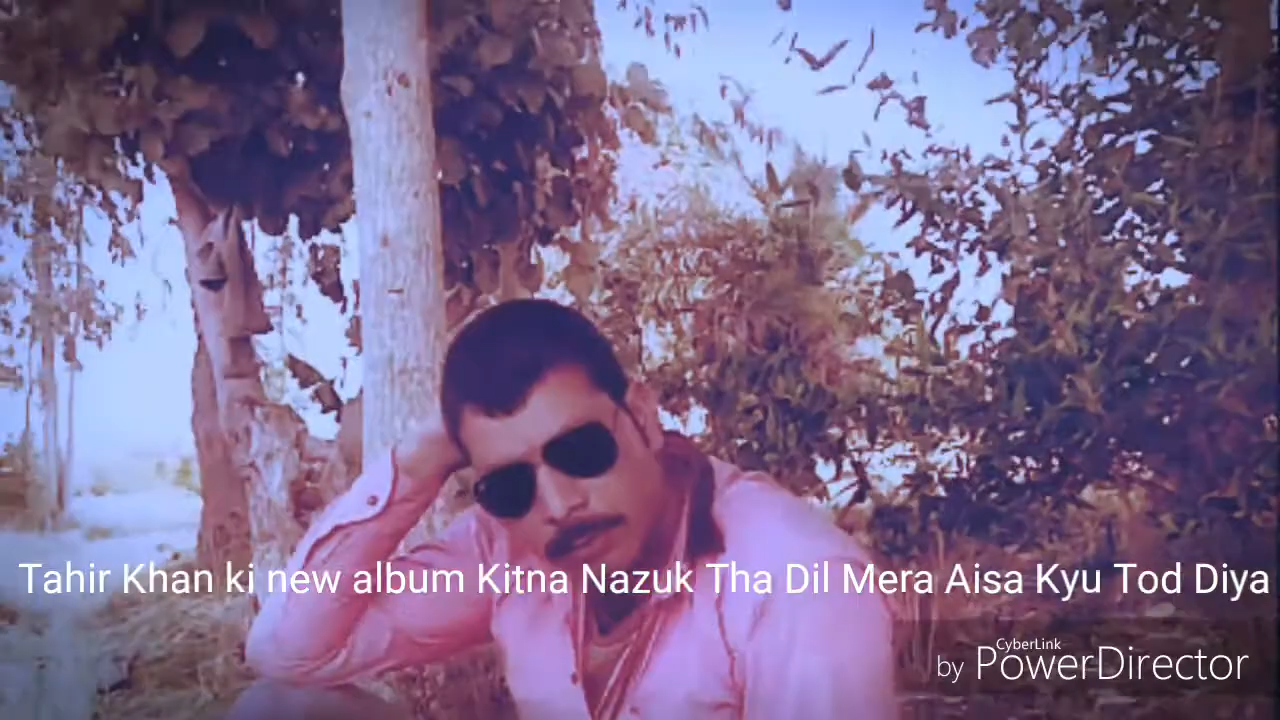 Tahir Khan ki new album Kitna Nazuk Tha Dil Mera Aisa Kyu Tod Diya
CyberLink
by PowerDirector